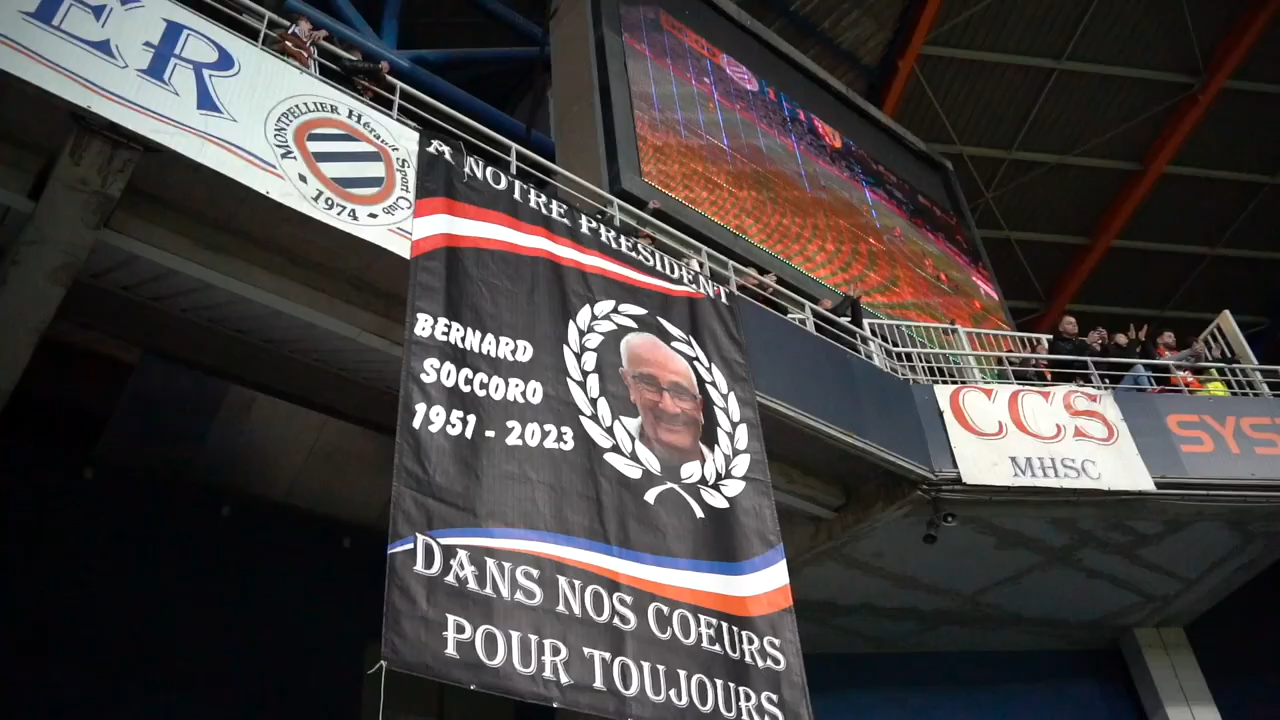 ER
MONTPELLIER Hérault Sport Club
1974
A NOTRE PRESIDENT
BERNARD
SOCCORO
1951 - 2023
DANS NOS COEURS
POUR TOUJOURS
CCS
MHSC
SYS